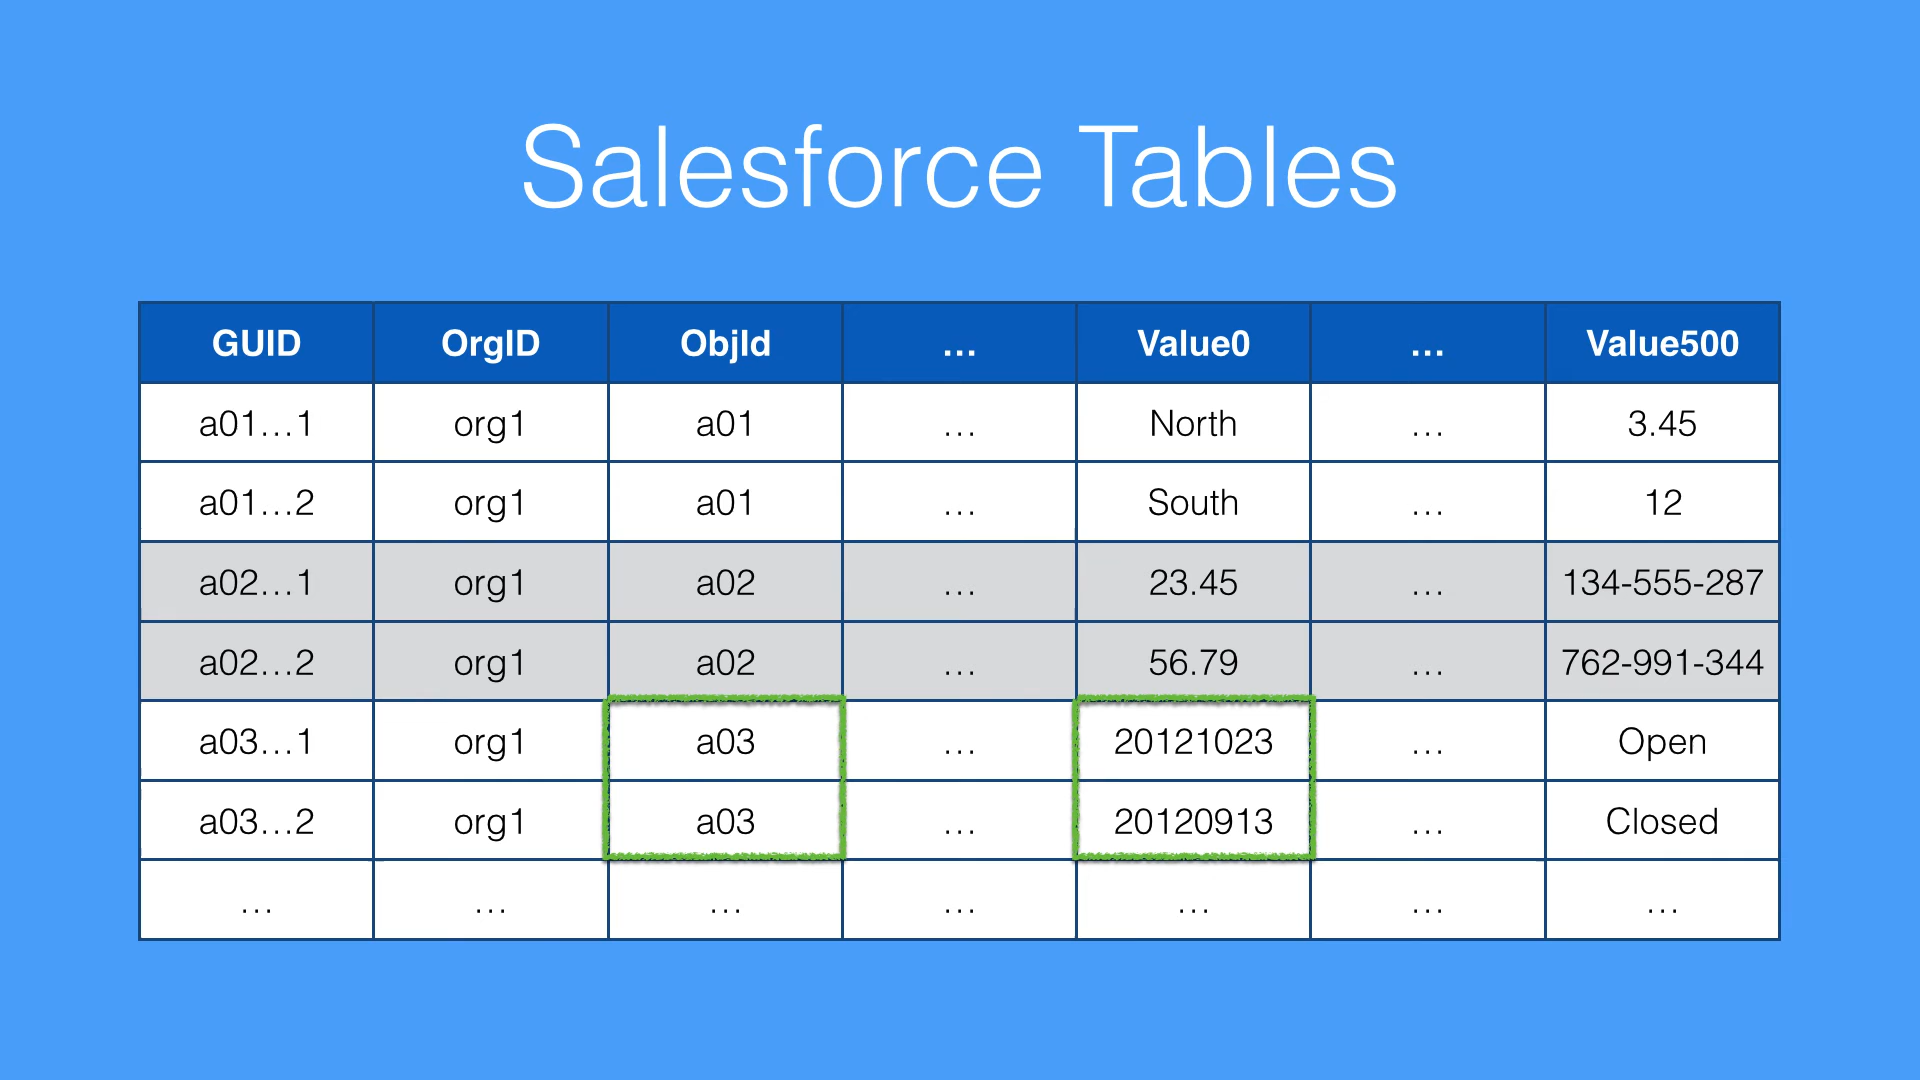 Salesforce Tables
GUID OrgID ObjId ... Value0 ... Value500
a01...1 org1 a01 ... North ... 3.45
a01...2 org1 a01 ... South ... 12
a02...1 org1 a02 ... 23.45 ... 134-555-287
a02...2 org1 a02 ... 56.79 ... 762-991-344
a03...1 org1 a03 ... 20121023 ... Open
a03...2 org1 a03 ... 20120913 ... Closed
... ... ... ... ... ... ...